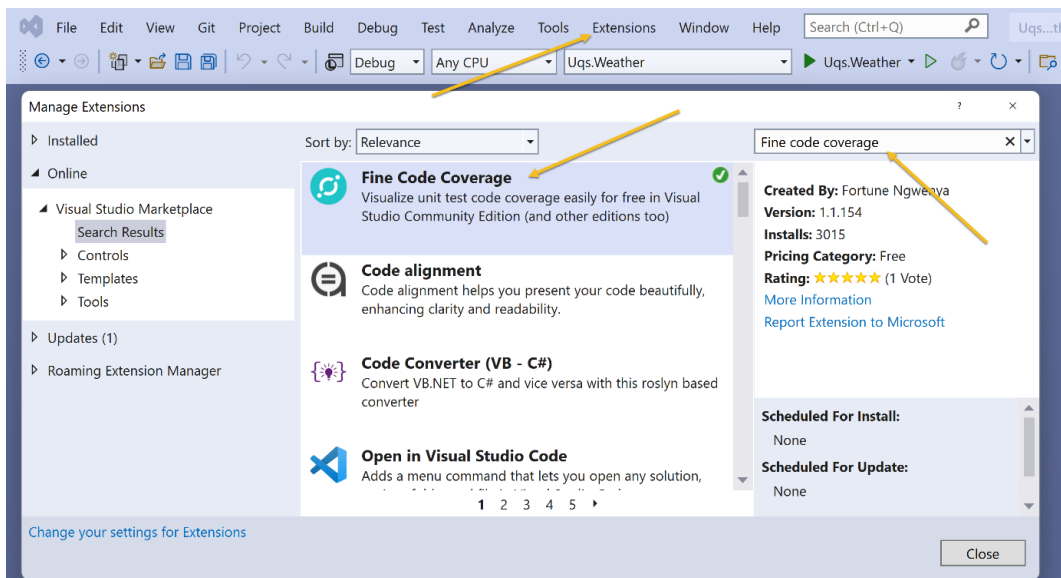 File Edit View Git Project Build Debug Test Analyze Tools Extensions Window Help Search (Ctrl+Q) Uqs...t
Debug Any CPU Uqs.Weather Uqs.Weather
Manage Extensions ? ×
Installed
Online
Visual Studio Marketplace
Search Results
Controls
Templates
Tools
Updates (1)
Roaming Extension Manager
Sort by: Relevance
Fine code coverage
Fine Code Coverage
Visualize unit test code coverage easily for free in Visual
Studio Community Edition (and other editions too)
Code alignment
Code alignment helps you present your code beautifully,
enhancing clarity and readability.
Code Converter (VB - C#)
Convert VB.NET to C# and vice versa with this roslyn based
converter
Open in Visual Studio Code
Adds a menu command that lets you open any solution,
1 2 3 4 5
Created By: Fortune Ngwenya
Version: 1.1.154
Installs: 3015
Pricing Category: Free
Rating: ★★★★★ (1 Vote)
More Information
Report Extension to Microsoft
Scheduled For Install:
None
Scheduled For Update:
None
Change your settings for Extensions
Close